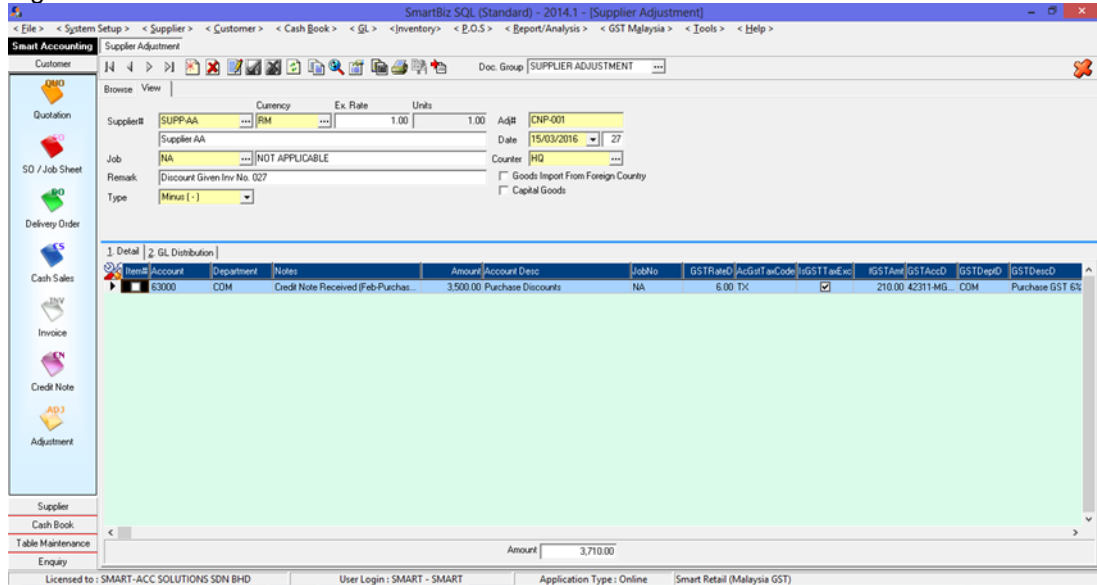 SmartBiz SQL (Standard) - 2014.1 - [Supplier Adjustment]
< File > < System Setup > < Supplier > < Customer > < Cash Book > < GL > <Inventory> < P.O.S > < Report/Analysis > < GST Malaysia > < Tools > < Help >
Smart Accounting Supplier Adjustment
Customer Doc. Group SUPPLIER ADJUSTMENT ...
Browse View
Currency Ex. Rate Units
Supplier# SUPP-AA ... RM ... 1.00 1.00 Adj# CNP-001
Supplier AA Date 15/03/2016 27
Job NA ... NOT APPLICABLE Counter HQ ...
Remark Discount Given Inv No. 027 Goods Import From Foreign Country
Type Minus ( - ) Capital Goods
1. Detail 2. GL Distribution
Item# Account Department Notes Amount Account Desc JobNo GSTRateD AcGstTaxCode IsGSTTaxExc fGSTAmt GSTAccD GSTDeptD GSTDescD
63000 COM Credit Note Received (Feb-Purchas... 3,500.00 Purchase Discounts NA 6.00 TX 210.00 42311-MG... COM Purchase GST 6%
QUO
Quotation
SO
SO / Job Sheet
DO
Delivery Order
CS
Cash Sales
INV
Invoice
CN
Credit Note
ADJ
Adjustment
Supplier
Cash Book
Table Maintenance
Enquiry
Amount 3,710.00
Licensed to : SMART-ACC SOLUTIONS SDN BHD User Login : SMART - SMART Application Type : Online Smart Retail (Malaysia GST)